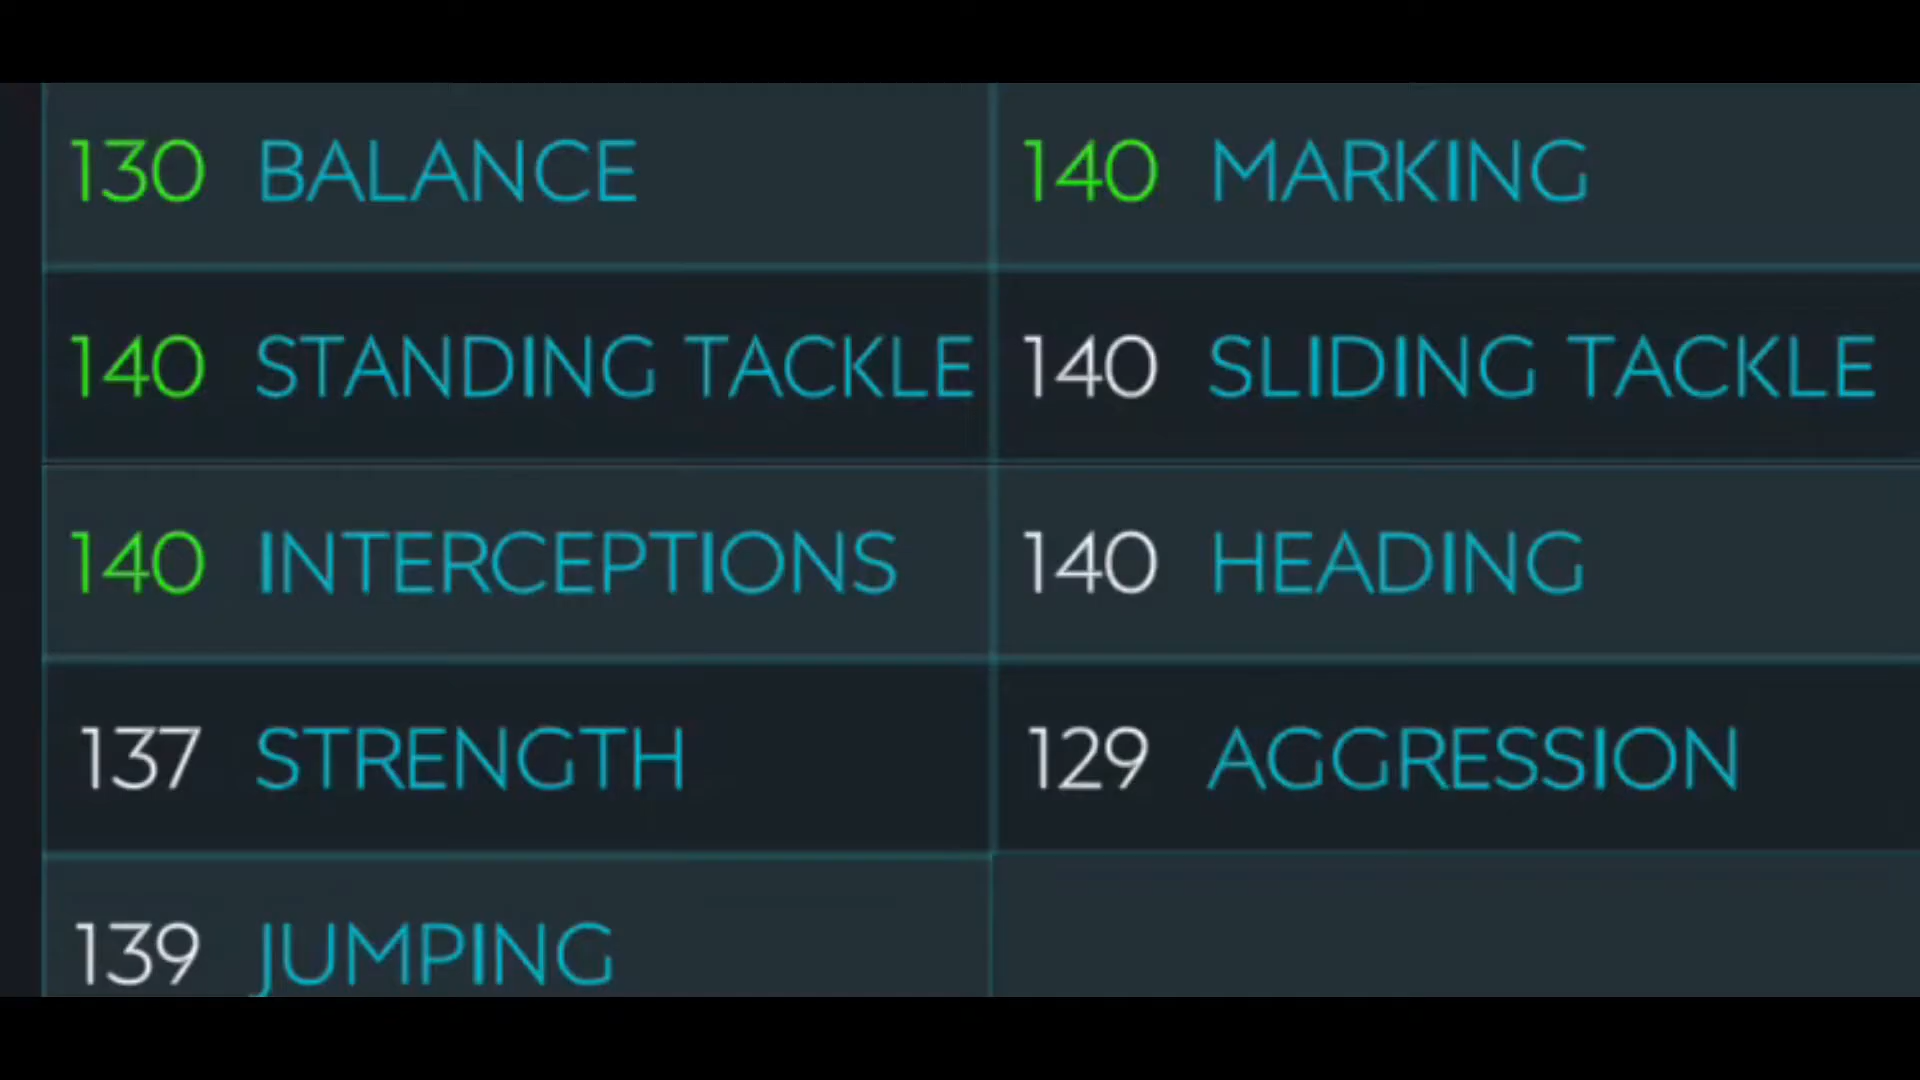 130 BALANCE 140 MARKING
140 STANDING TACKLE 140 SLIDING TACKLE
140 INTERCEPTIONS 140 HEADING
137 STRENGTH 129 AGGRESSION
139 JUMPING